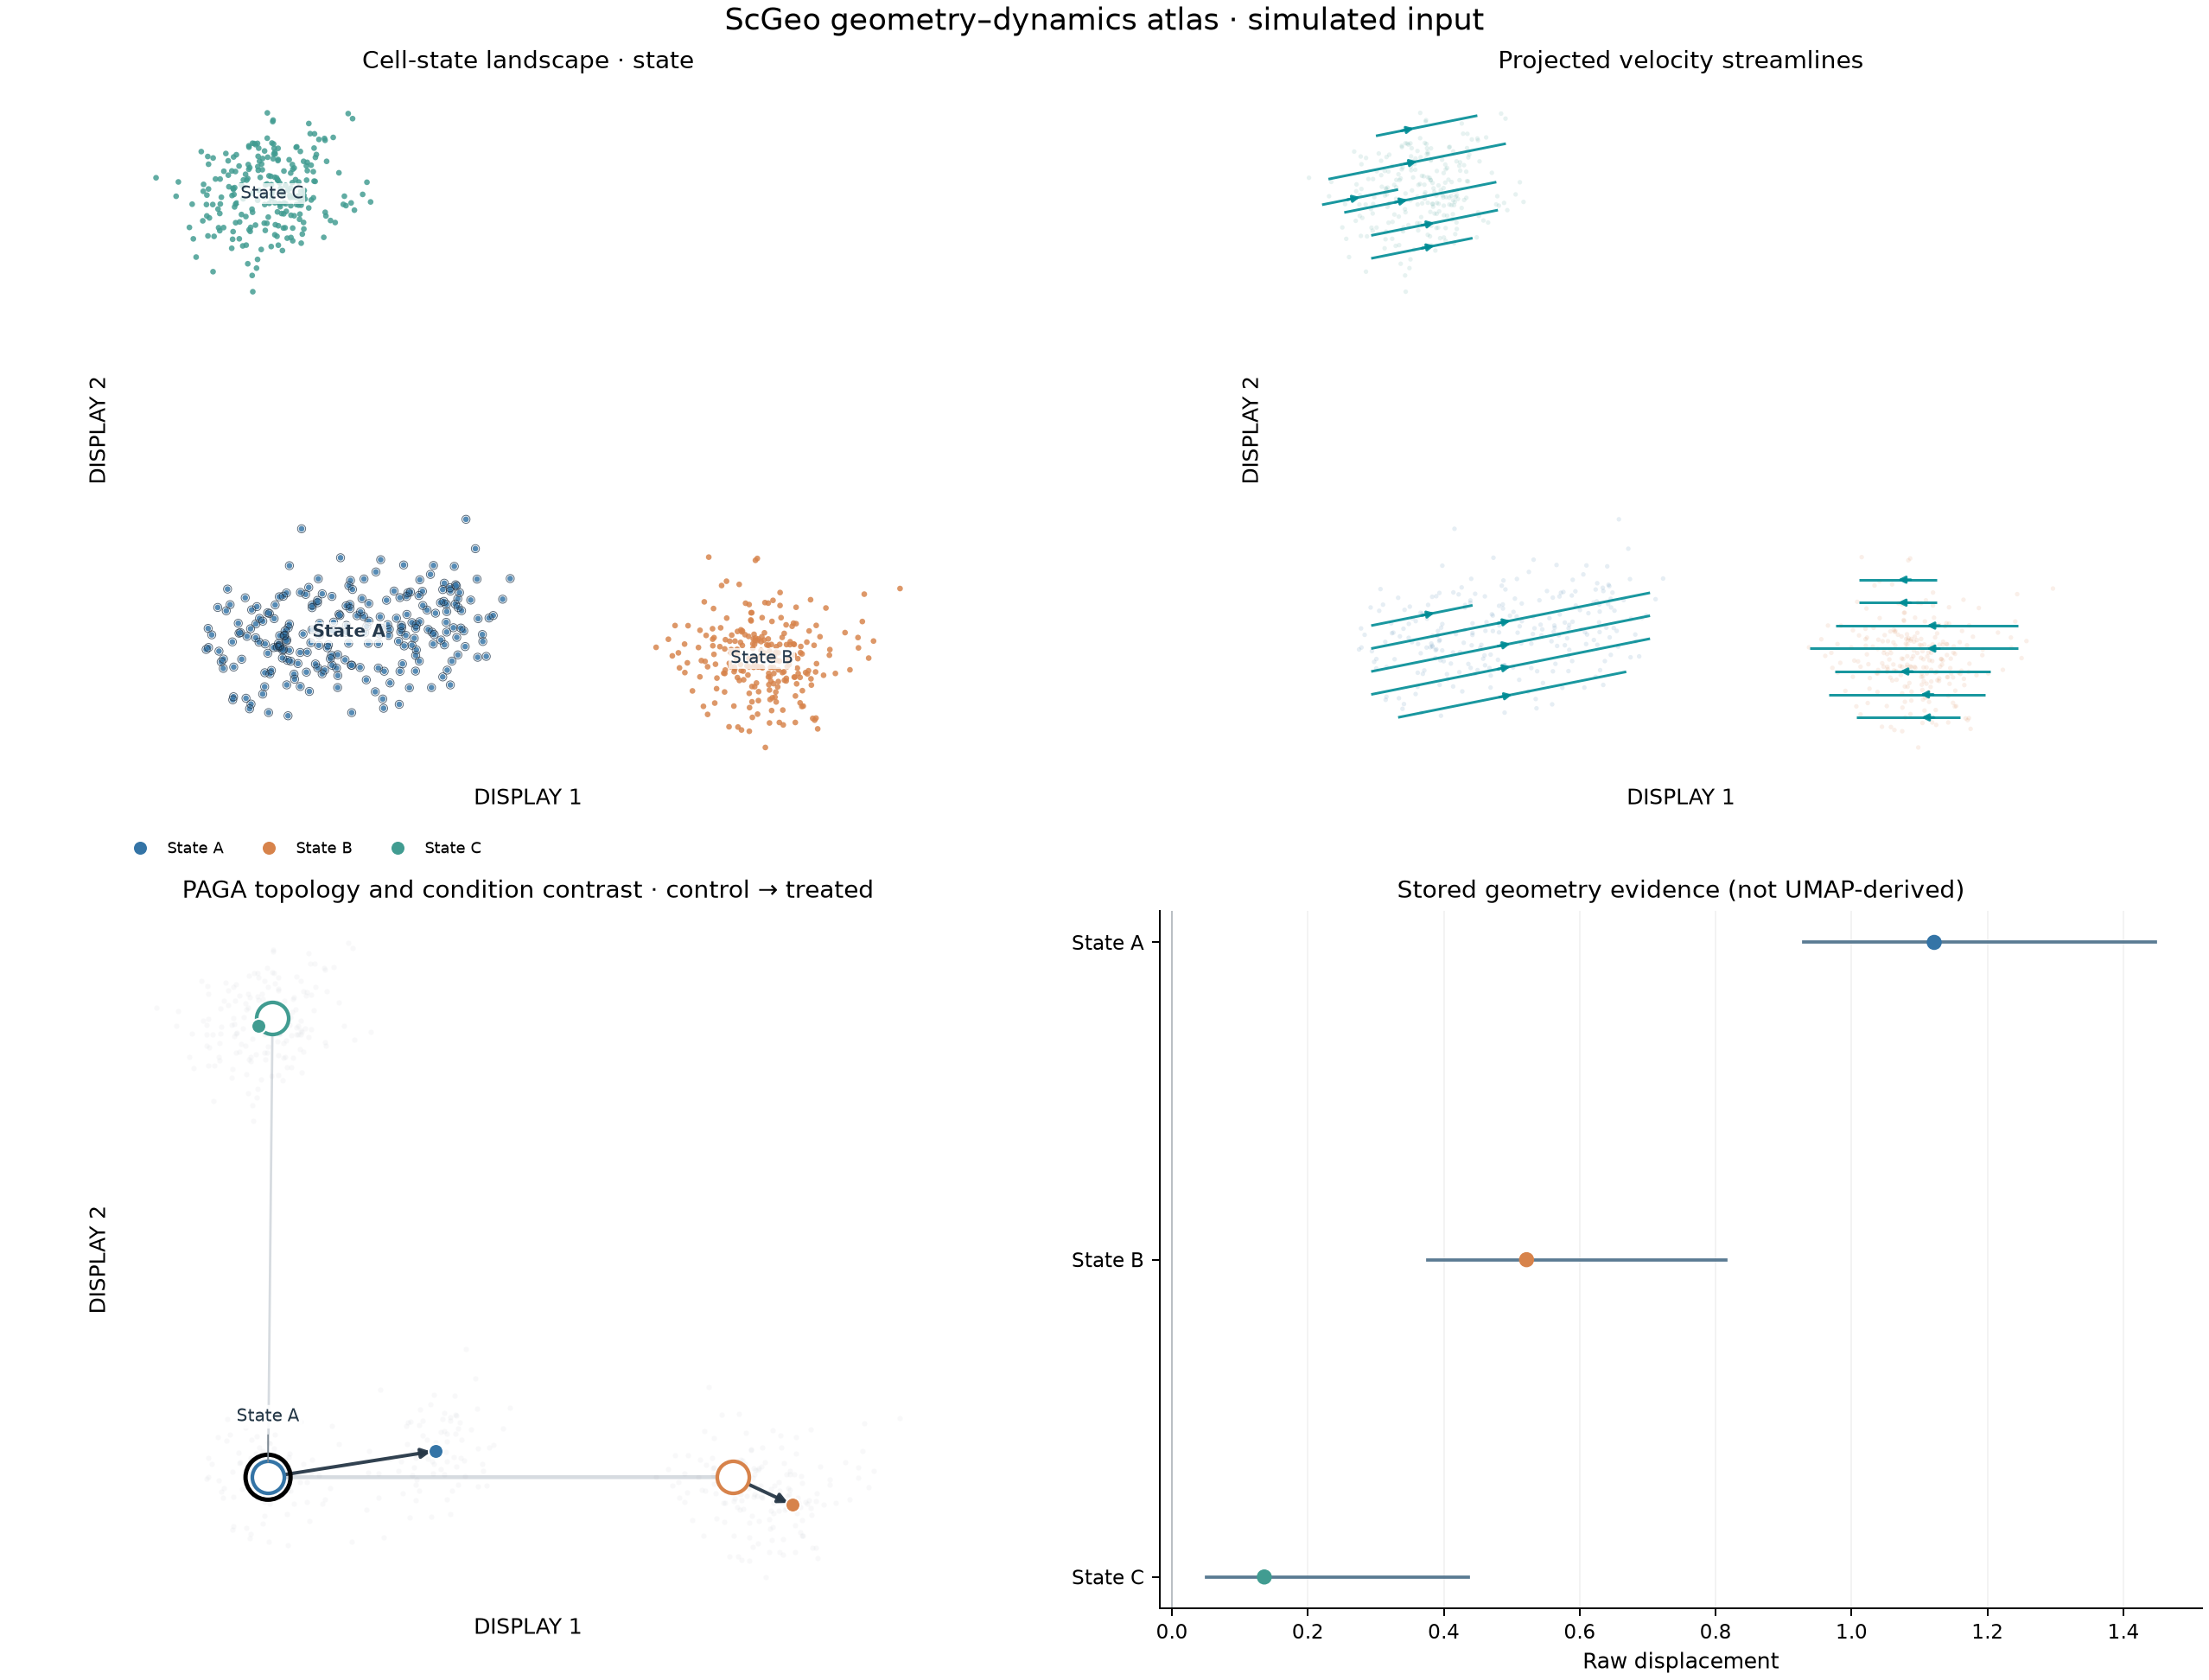 ScGeo geometry–dynamics atlas · simulated input
Cell-state landscape · state
State C
State A
State B
DISPLAY 2
DISPLAY 1
State A
State B
State C
Projected velocity streamlines
DISPLAY 2
DISPLAY 1
PAGA topology and condition contrast · control → treated
State A
DISPLAY 2
DISPLAY 1
Stored geometry evidence (not UMAP-derived)
State A
State B
State C
0.0 0.2 0.4 0.6 0.8 1.0 1.2 1.4
Raw displacement